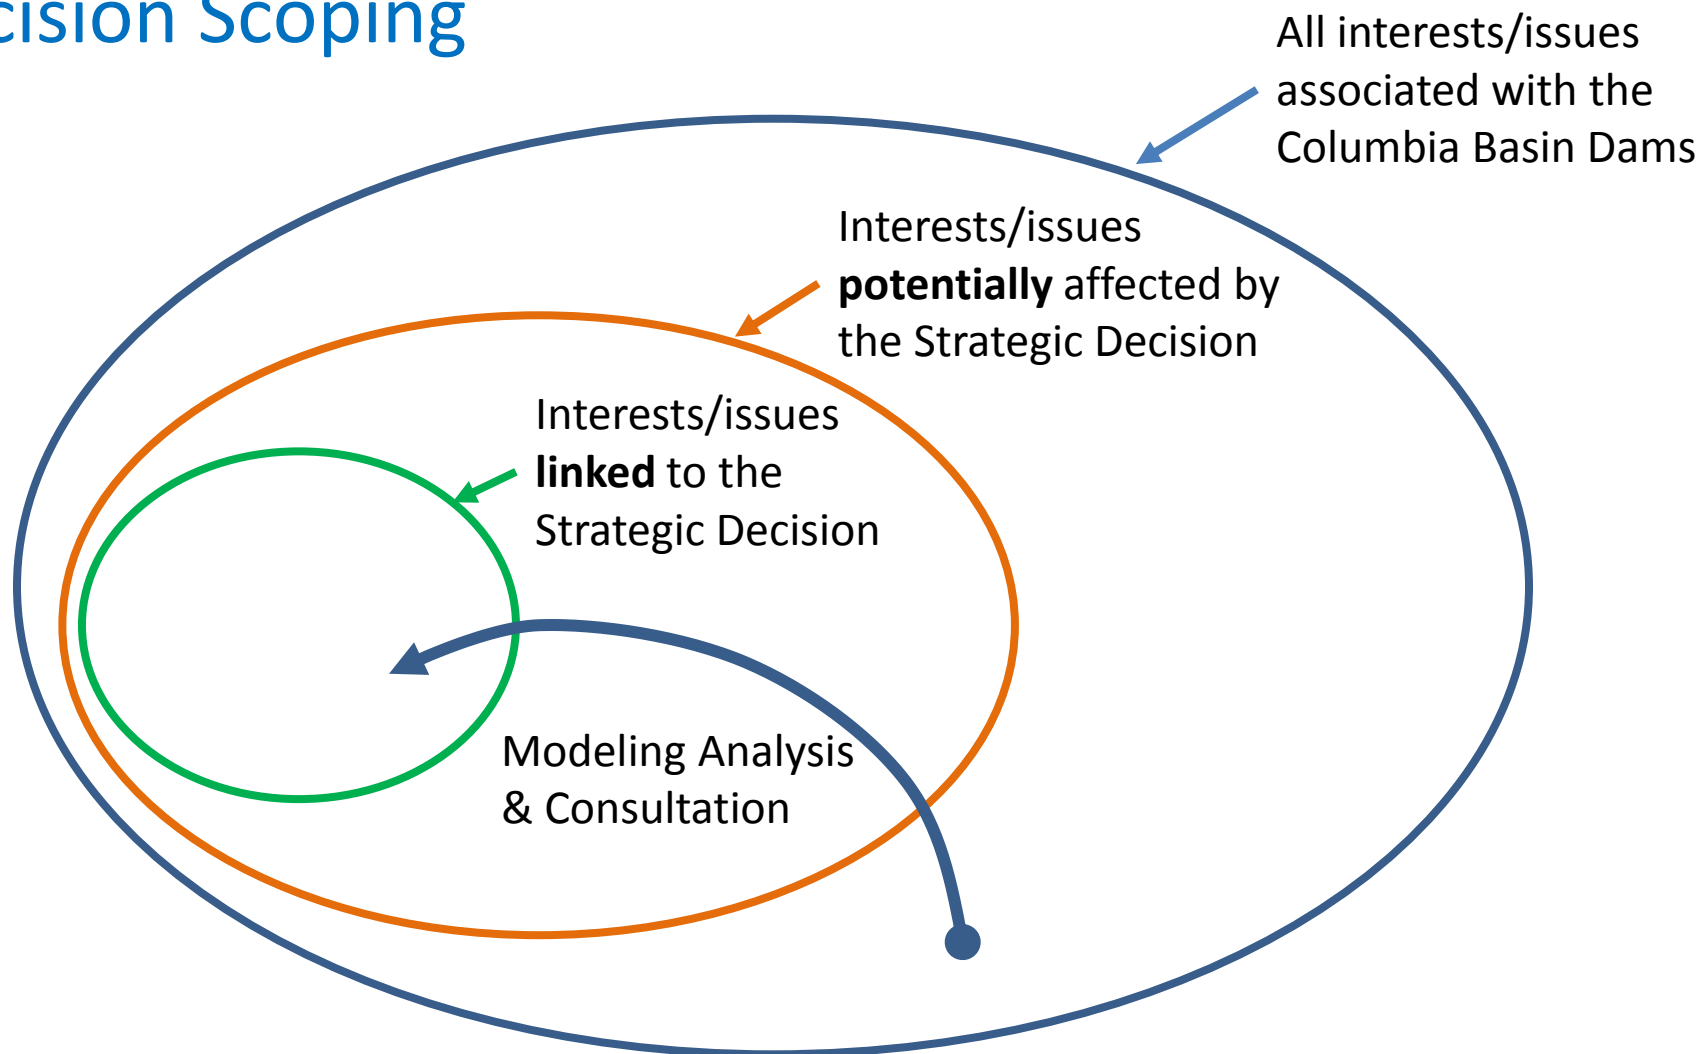 cision Scoping
All interests/issues
associated with the
Columbia Basin Dams
Interests/issues
potentially affected by
the Strategic Decision
Interests/issues
linked to the
Strategic Decision
Modeling Analysis
& Consultation